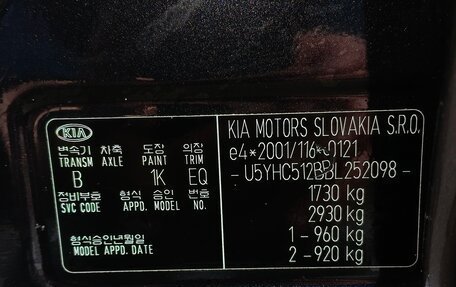 KIA
변속기 차축 도장 의장
TRANSM AXLE PAINT TRIM
B 1K EQ
정비부호 형식 승인 번호
SVC CODE APPD. MODEL NO.
형식승인년월일
MODEL APPD. DATE
KIA MOTORS SLOVAKIA S.R.O.
e4*2001/116*0121
U5YHC512BBL252098
1730 kg
2930 kg
1 - 960 kg
2 - 920 kg